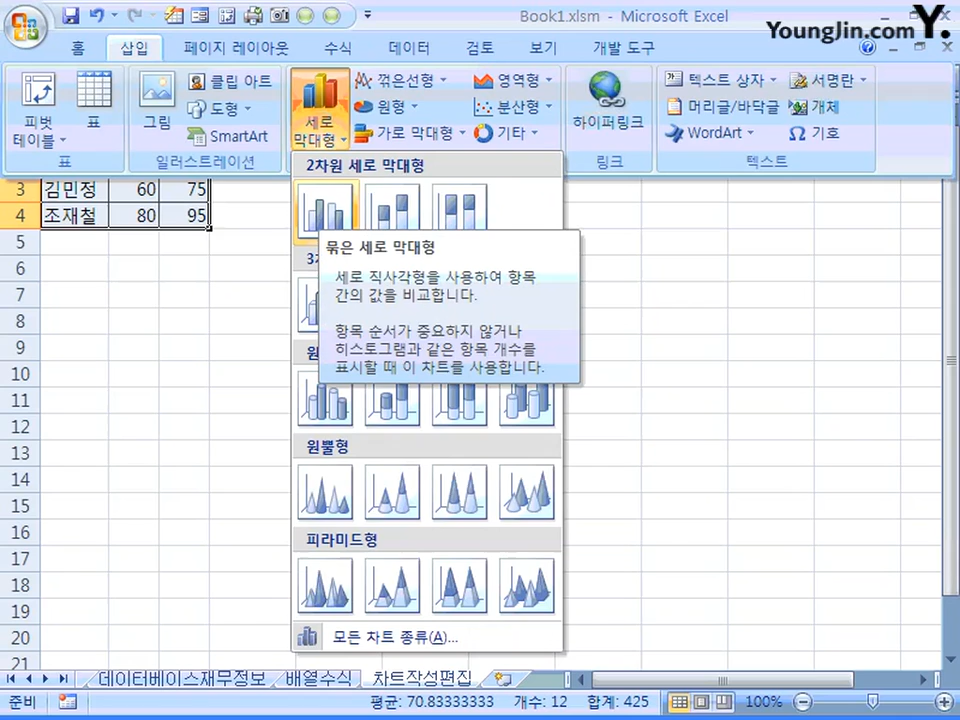 Book1.xlsm - Microsoft Excel
YoungJin.com Y.
홈 삽입 페이지 레이아웃 수식 데이터 검토 보기 개발 도구
피벗 테이블
표
그림
클립 아트
도형
SmartArt
세로 막대형
꺾은선형
원형
가로 막대형
영역형
분산형
기타
하이퍼링크
텍스트 상자
머리글/바닥글
WordArt
서명란
개체
기호
표 일러스트레이션 링크 텍스트
2차원 세로 막대형
묶은 세로 막대형
세로 직사각형을 사용하여 항목
간의 값을 비교합니다.
항목 순서가 중요하지 않거나
히스토그램과 같은 항목 개수를
표시할 때 이 차트를 사용합니다.
원뿔형
피라미드형
모든 차트 종류(A)...
3 김민정 60 75
4 조재철 80 95
5
6
7
8
9
10
11
12
13
14
15
16
17
18
19
20
21
데이터베이스재무정보 배열수식 차트작성편집
준비 평균: 70.83333333 개수: 12 합계: 425 100%